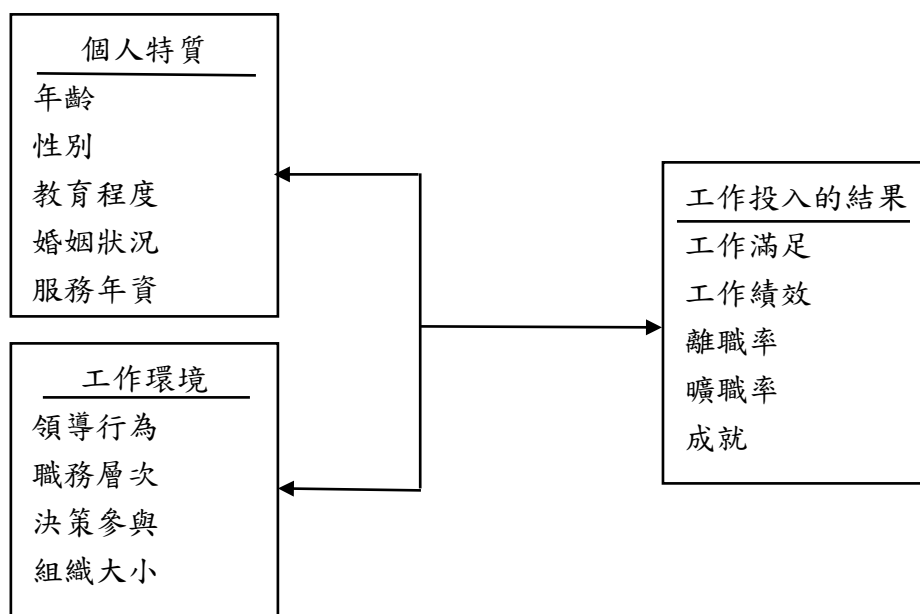 個人特質
年齡
性別
教育程度
婚姻狀況
服務年資
工作環境
領導行為
職務層次
決策參與
組織大小
工作投入的結果
工作滿足
工作績效
離職率
曠職率
成就